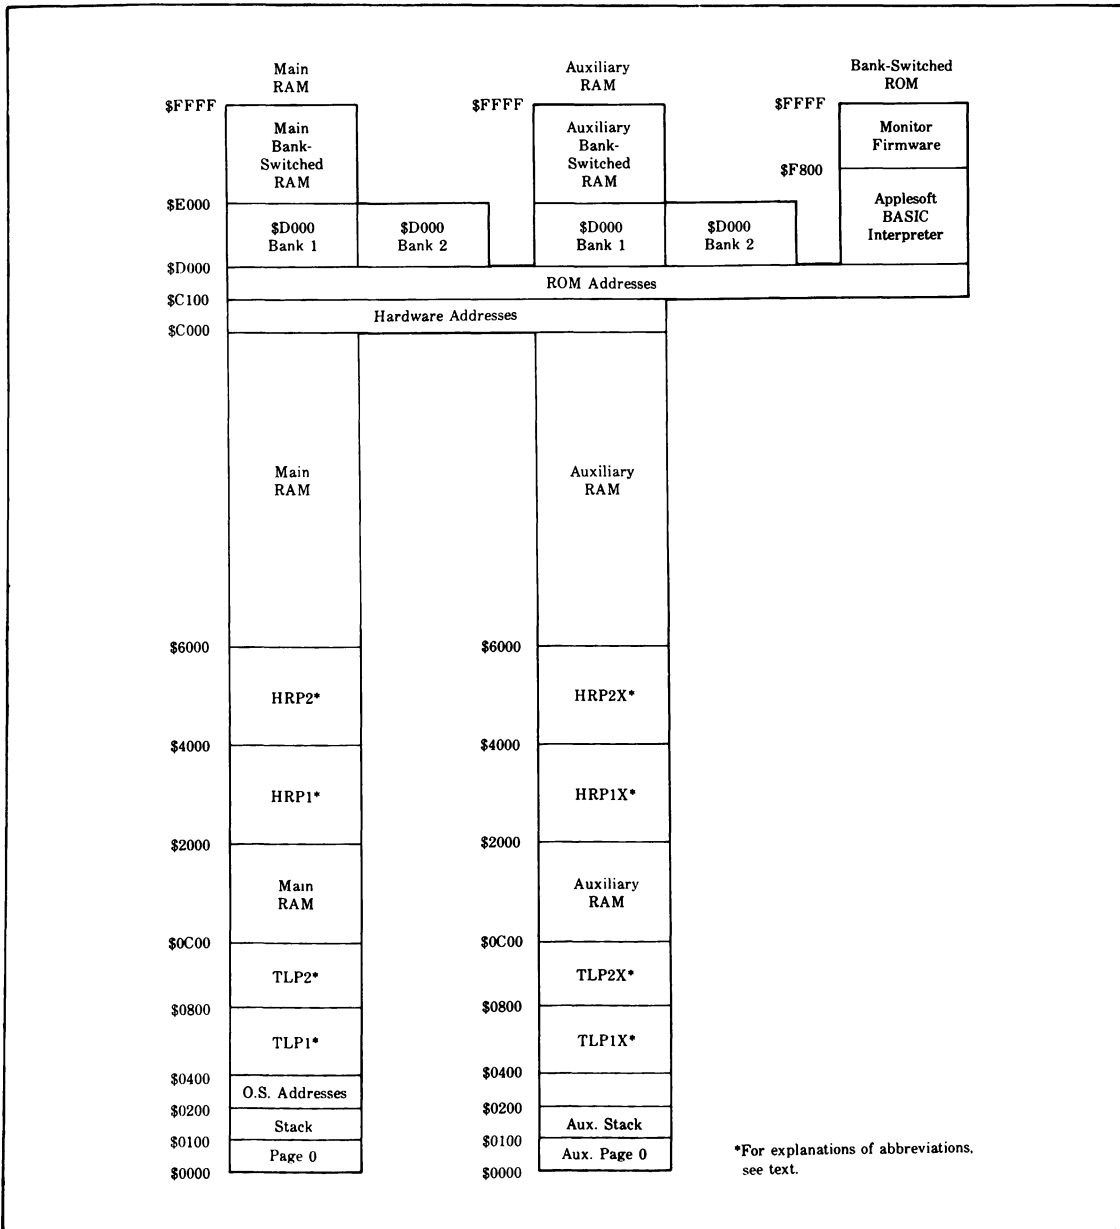 Main
RAM
Auxiliary
RAM
Bank-Switched
ROM
$FFFF
$FFFF
$FFFF
Main
Bank-
Switched
RAM
Auxiliary
Bank-
Switched
RAM
Monitor
Firmware
$F800
Applesoft
BASIC
Interpreter
$E000
$D000
Bank 1
$D000
Bank 2
$D000
Bank 1
$D000
Bank 2
$D000
ROM Addresses
$C100
Hardware Addresses
$C000
Main
RAM
Auxiliary
RAM
$6000
$6000
HRP2*
HRP2X*
$4000
$4000
HRP1*
HRP1X*
$2000
$2000
Main
RAM
Auxiliary
RAM
$0C00
$0C00
TLP2*
TLP2X*
$0800
$0800
TLP1*
TLP1X*
$0400
$0400
O.S. Addresses
$0200
$0200
Stack
Aux. Stack
$0100
$0100
Page 0
Aux. Page 0
$0000
$0000
*For explanations of abbreviations,
see text.